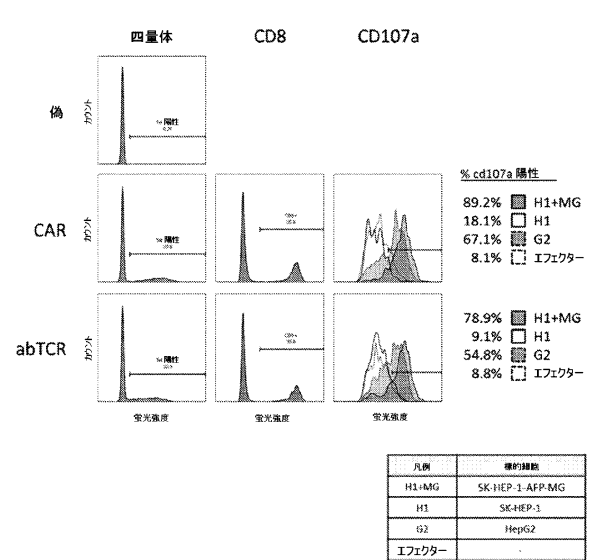 四量体 CD8 CD107a
偽
カウント
陽性
CAR
カウント
陽性
% cd107a 陽性
89.2% H1+MG
18.1% H1
67.1% G2
8.1% エフェクター
abTCR
カウント
陽性
78.9% H1+MG
9.1% H1
54.8% G2
8.8% エフェクター
蛍光強度 蛍光強度 蛍光強度
凡例 標的細胞
H1+MG SK-HEP-1-AFP-MG
H1 SK-HEP-1
G2 HepG2
エフェクター -